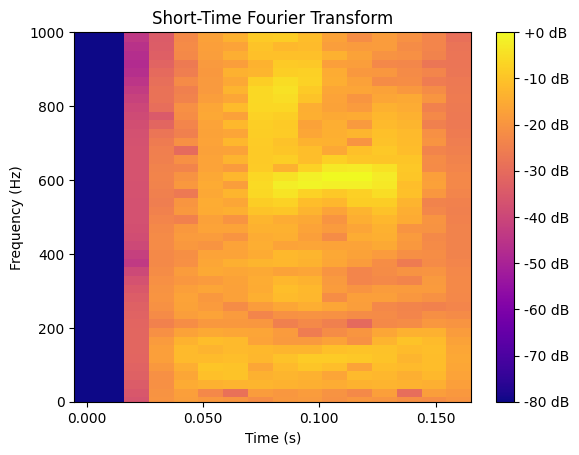 Short-Time Fourier Transform
1000
800
600
400
200
0
Frequency (Hz)
0.000
0.050
0.100
0.150
Time (s)
+0 dB
-10 dB
-20 dB
-30 dB
-40 dB
-50 dB
-60 dB
-70 dB
-80 dB